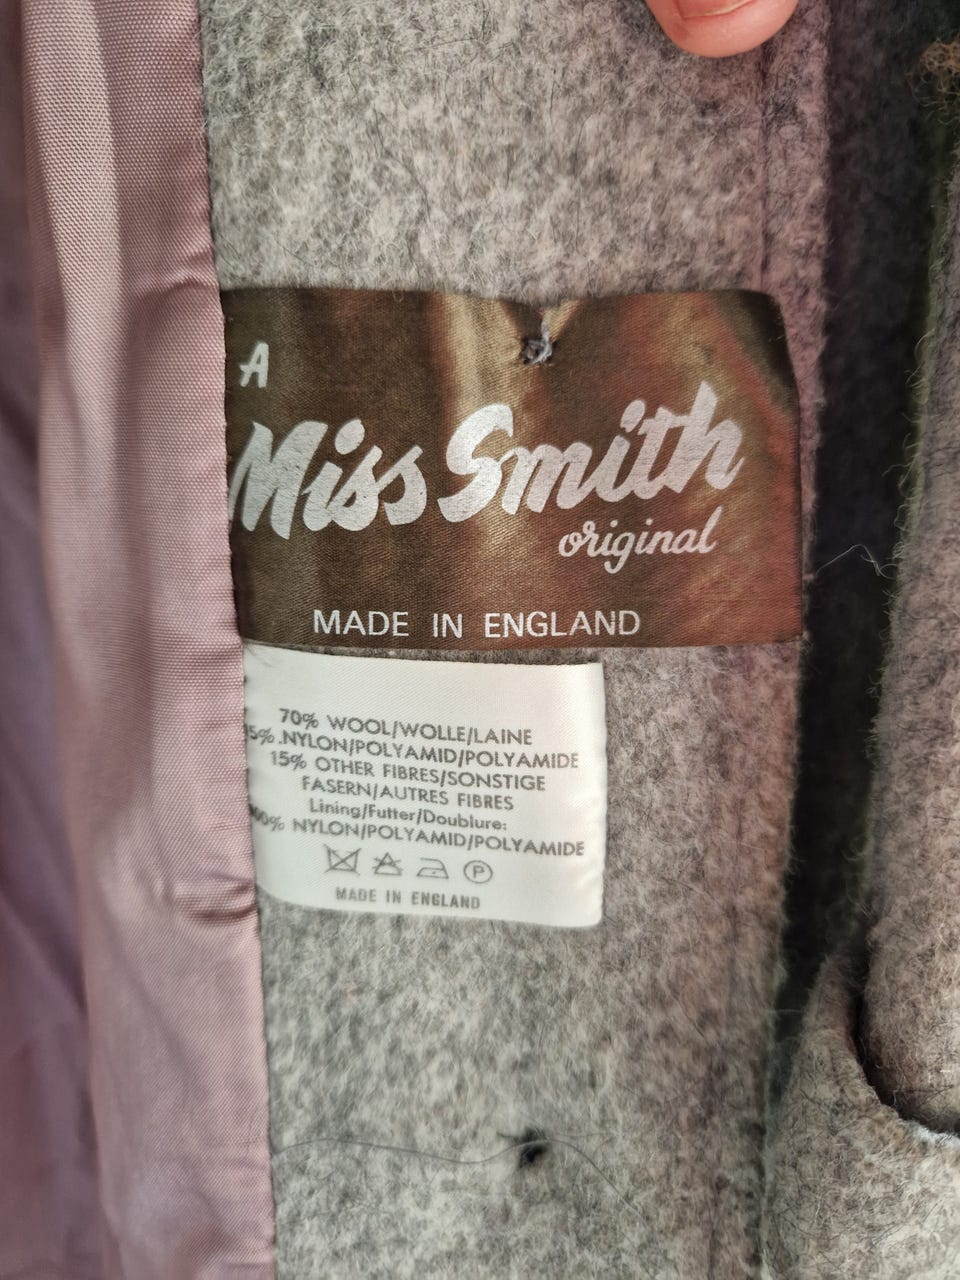 A
Miss Smith
original
MADE IN ENGLAND
70% WOOL/WOLLE/LAINE
15% NYLON/POLYAMID/POLYAMIDE
15% OTHER FIBRES/SONSTIGE
FASERN/AUTRES FIBRES
Lining/Futter/Doublure:
100% NYLON/POLYAMID/POLYAMIDE
P
MADE IN ENGLAND